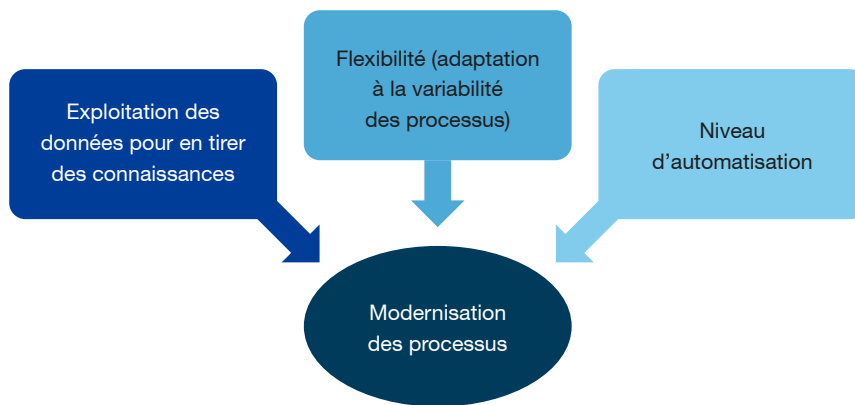 Exploitation des
données pour en tirer
des connaissances
Flexibilité (adaptation
à la variabilité
des processus)
Niveau
d’automatisation
Modernisation
des processus